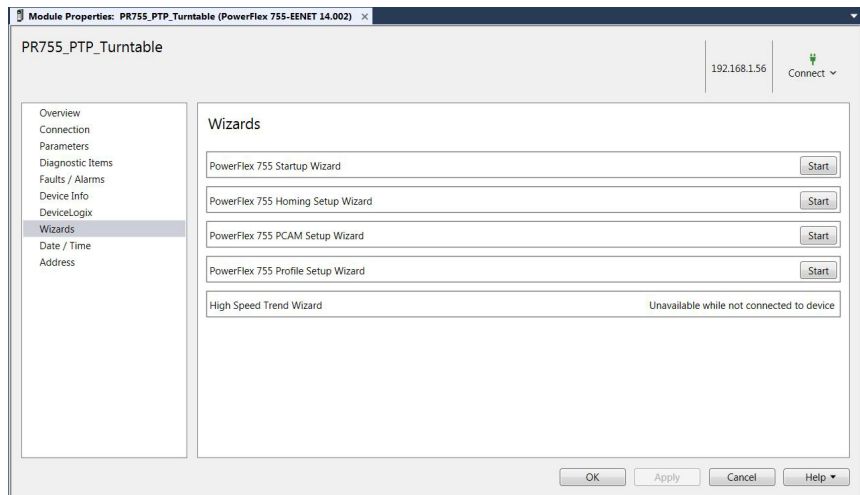 Module Properties: PR755_PTP_Turntable (PowerFlex 755-EENET 14.002) ×
PR755_PTP_Turntable
192.168.1.56
Connect
Overview
Connection
Parameters
Diagnostic Items
Faults / Alarms
Device Info
DeviceLogix
Wizards
Date / Time
Address
Wizards
PowerFlex 755 Startup Wizard Start
PowerFlex 755 Homing Setup Wizard Start
PowerFlex 755 PCAM Setup Wizard Start
PowerFlex 755 Profile Setup Wizard Start
High Speed Trend Wizard Unavailable while not connected to device
OK Apply Cancel Help